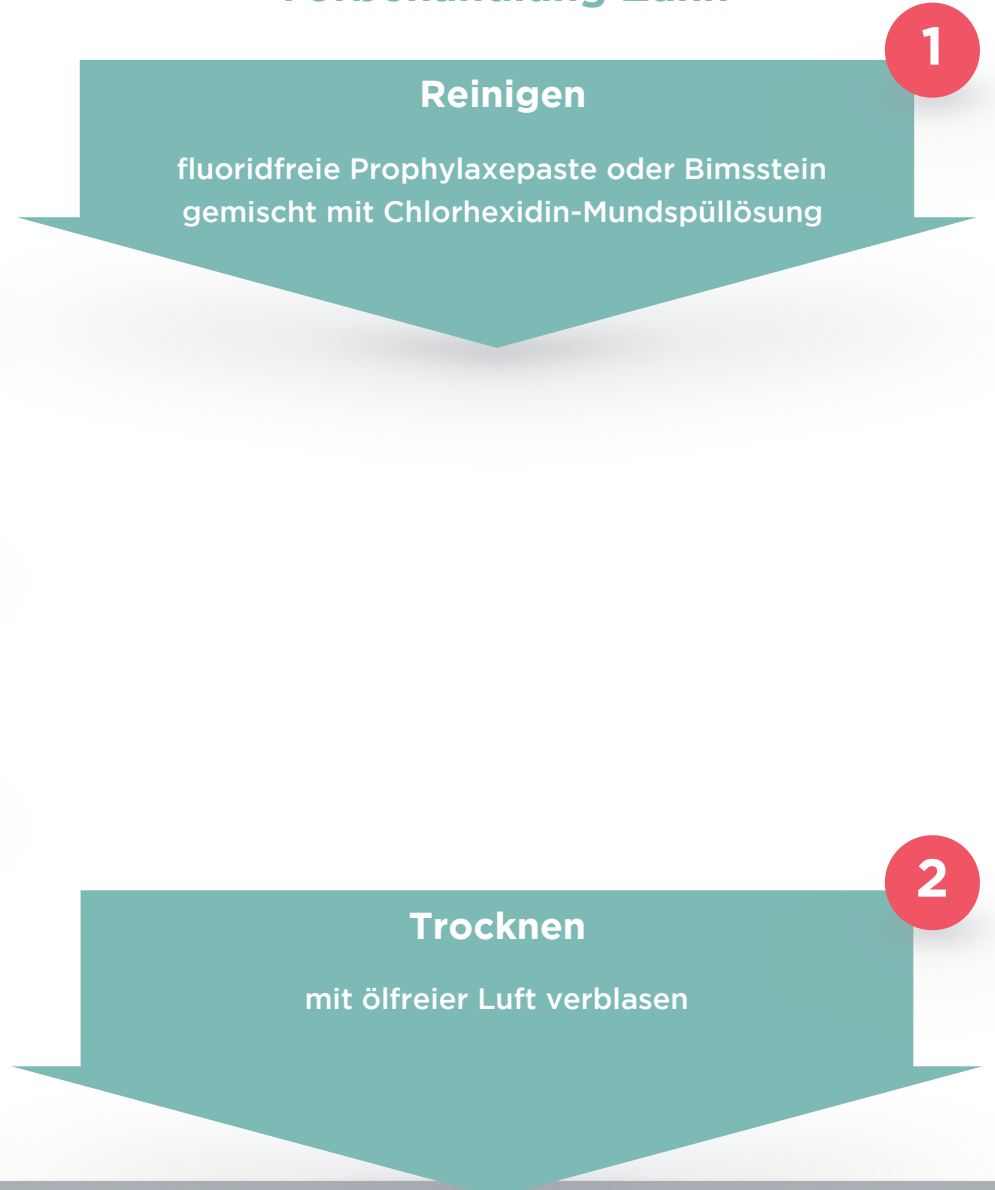 1
Reinigen
fluoridfreie Prophylaxepaste oder Bimsstein
gemischt mit Chlorhexidin-Mundspüllösung
2
Trocknen
mit ölfreier Luft verblasen